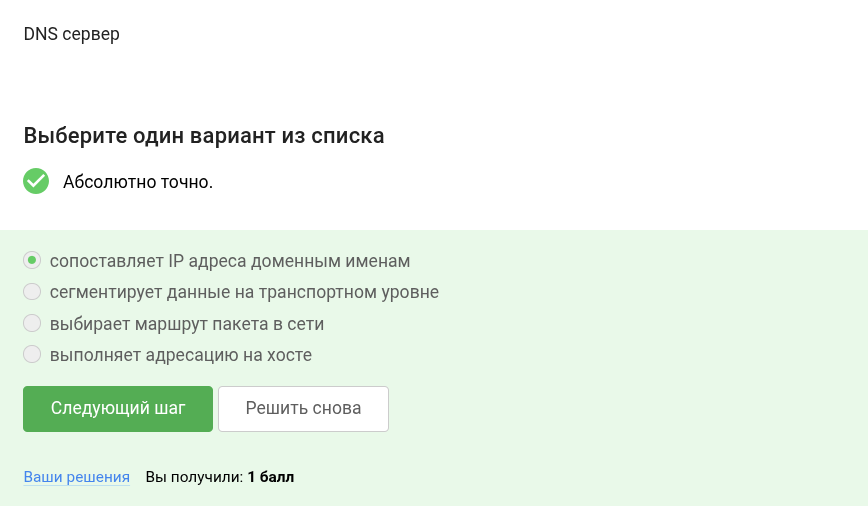 DNS сервер
Выберите один вариант из списка
Абсолютно точно.
сопоставляет IP адреса доменным именам
сегментирует данные на транспортном уровне
выбирает маршрут пакета в сети
выполняет адресацию на хосте
Следующий шаг Решить снова
Ваши решения Вы получили: 1 балл